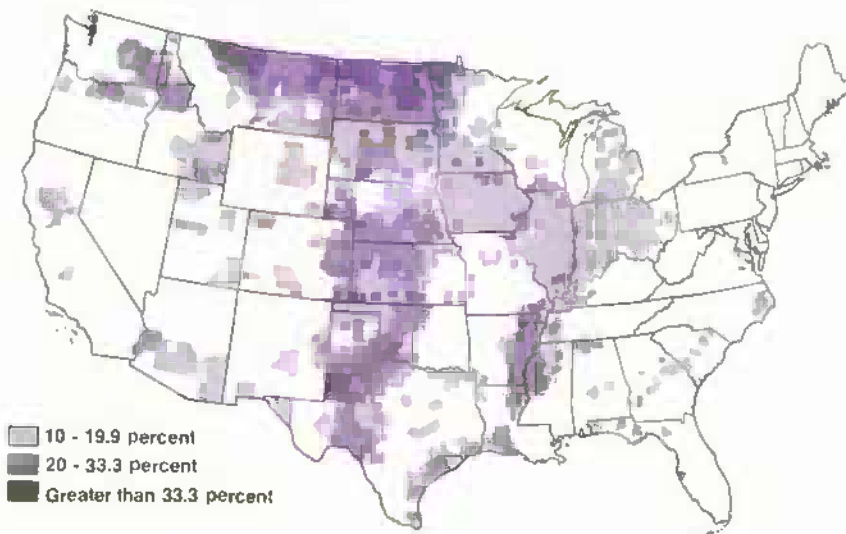 10 - 19.9 percent
20 - 33.3 percent
Greater than 33.3 percent